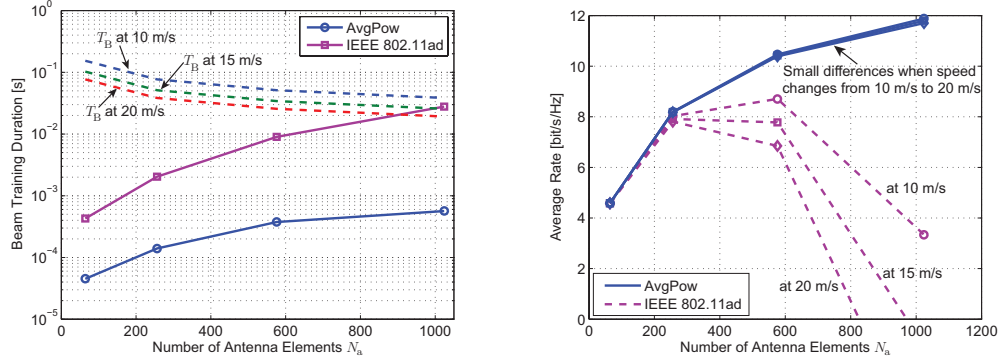 10^0
10^-1
10^-2
10^-3
10^-4
10^-5
Beam Training Duration [s]
T_B at 10 m/s
T_B at 15 m/s
T_B at 20 m/s
AvgPow
IEEE 802.11ad
0 200 400 600 800 1000
Number of Antenna Elements N_a
12
10
8
6
4
2
0
Average Rate [bit/s/Hz]
Small differences when speed
changes from 10 m/s to 20 m/s
at 10 m/s
at 15 m/s
at 20 m/s
AvgPow
IEEE 802.11ad
0 200 400 600 800 1000 1200
Number of Antenna Elements N_a